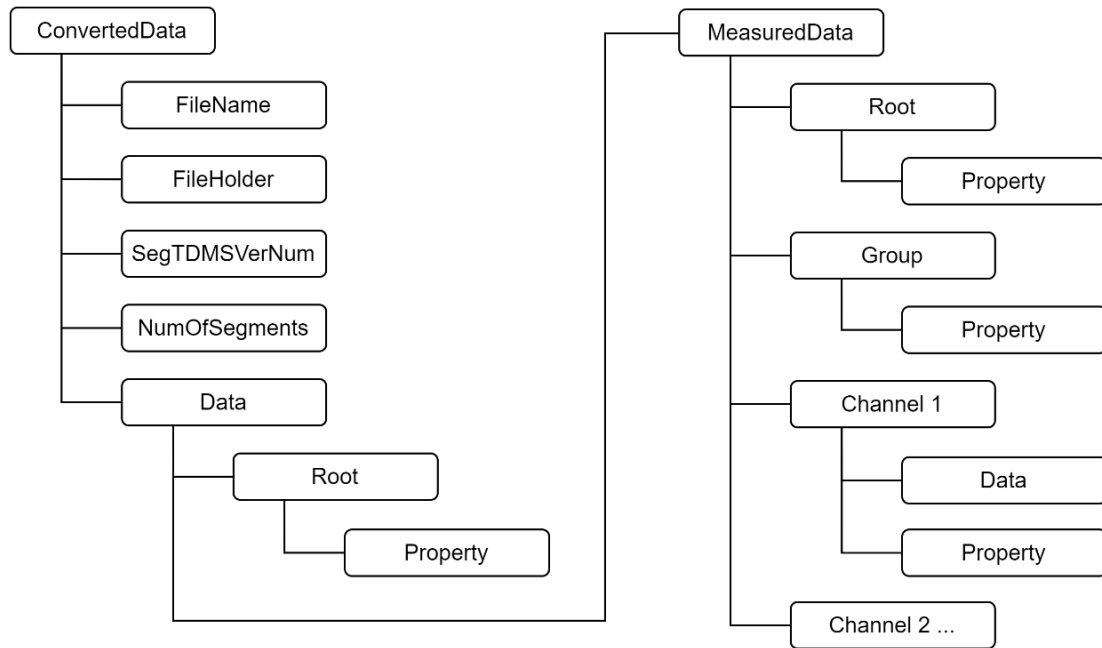 ConvertedData
FileName
FileHolder
SegTDMSVerNum
NumOfSegments
Data
Root
Property
MeasuredData
Root
Property
Group
Property
Channel 1
Data
Property
Channel 2 ...